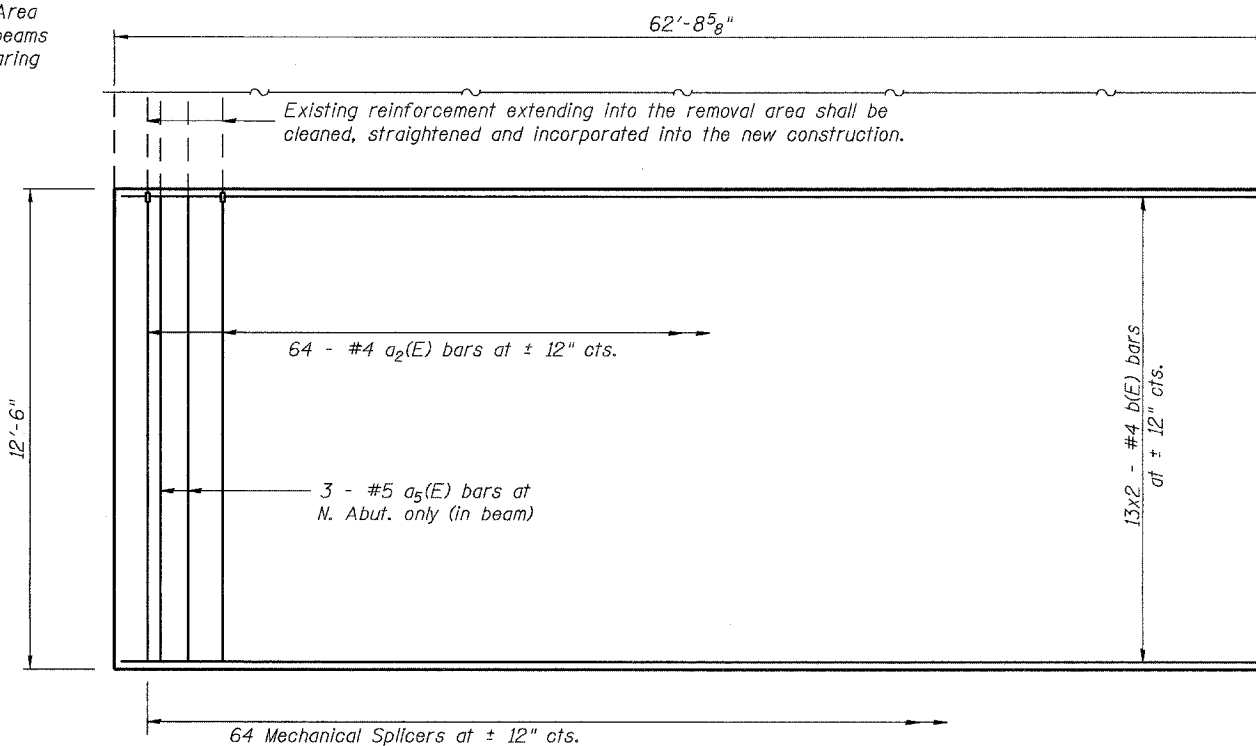 Area
beams
aring
62'-8 5/8"
Existing reinforcement extending into the removal area shall be
cleaned, straightened and incorporated into the new construction.
64 - #4 a2(E) bars at ± 12" cts.
12'-6"
3 - #5 a5(E) bars at
N. Abut. only (in beam)
13x2 - #4 b(E) bars
at ± 12" cts.
64 Mechanical Splicers at ± 12" cts.